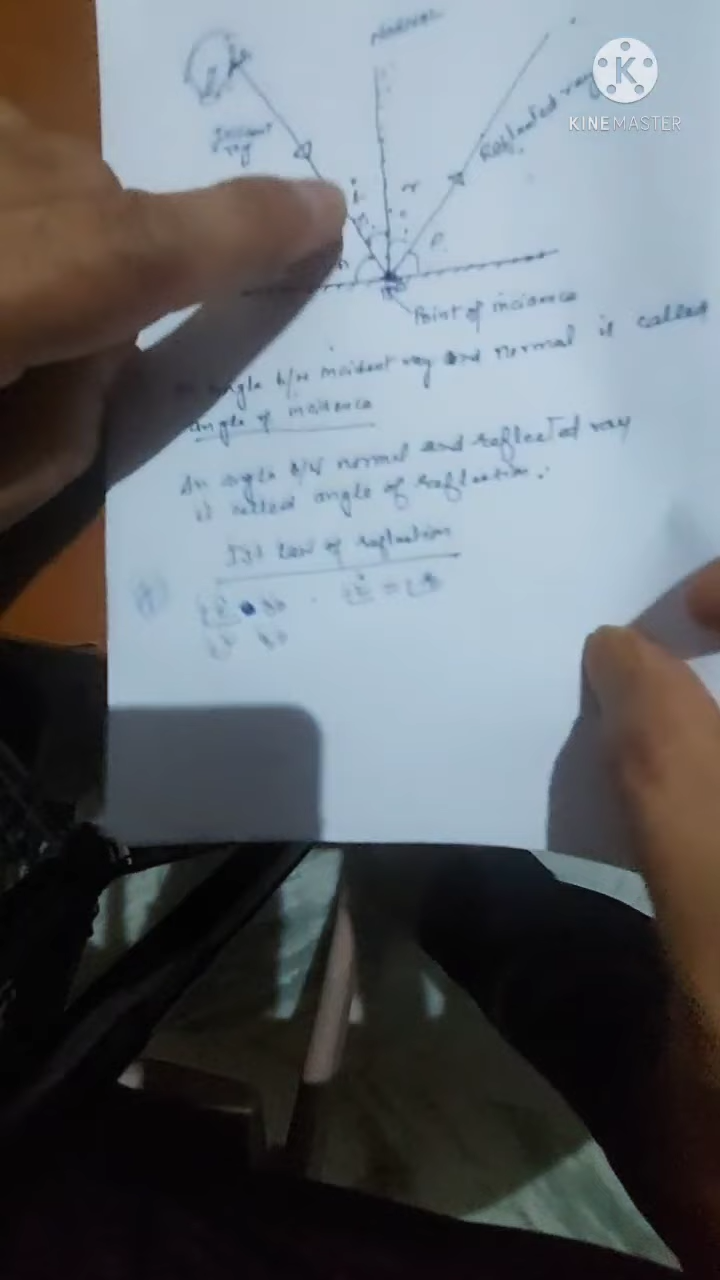 NORMAL
K
KINEMASTER
Incident
ray
Reflected ray
i
r
Point of incidence
angle b/w incident ray and normal is called
angle of incidence
An angle b/w normal and reflected ray
is called angle of reflection.
Ist Law of reflection
∠i = ∠r